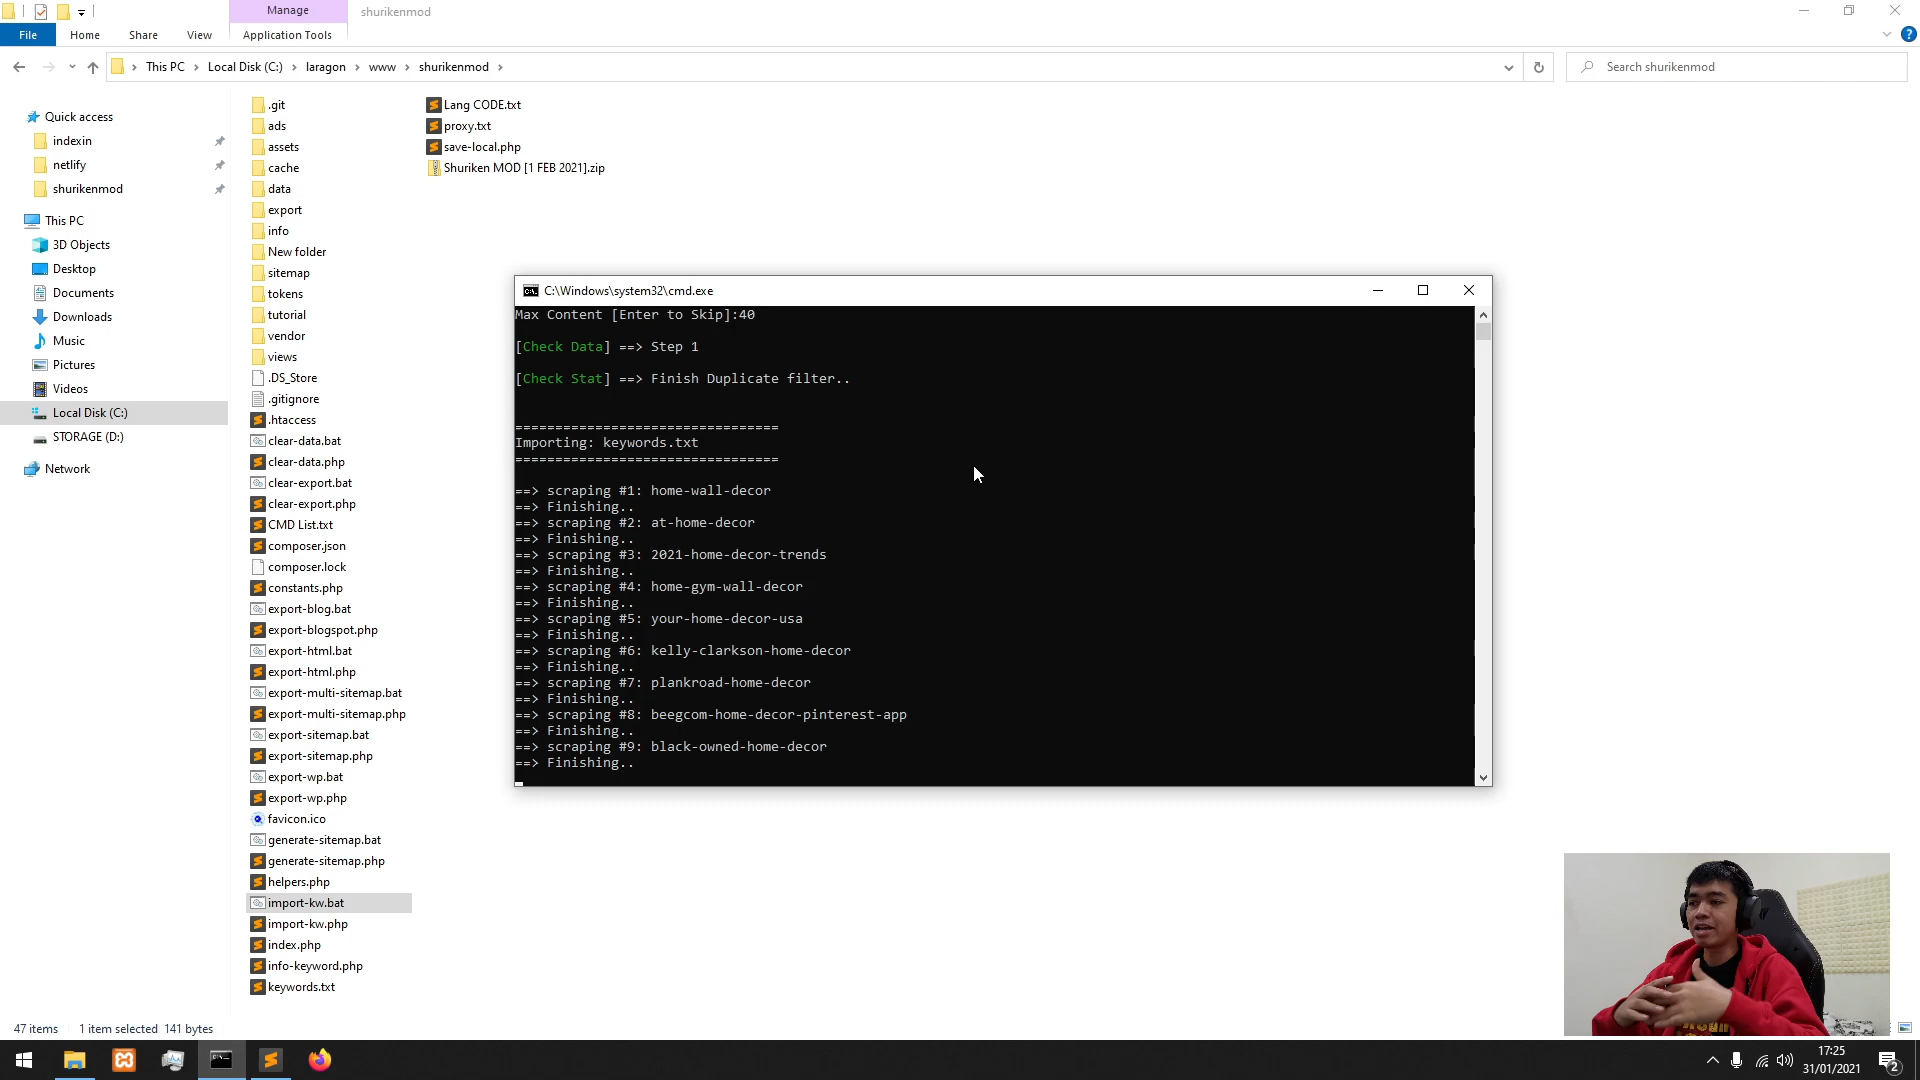 Manage
shurikenmod
File
Home
Share
View
Application Tools
This PC
Local Disk (C:)
laragon
www
shurikenmod
Search shurikenmod
Quick access
indexin
netlify
shurikenmod
This PC
3D Objects
Desktop
Documents
Downloads
Music
Pictures
Videos
Local Disk (C:)
STORAGE (D:)
Network
.git
ads
assets
cache
data
export
info
New folder
sitemap
tokens
tutorial
vendor
views
.DS_Store
.gitignore
.htaccess
clear-data.bat
clear-data.php
clear-export.bat
clear-export.php
CMD List.txt
composer.json
composer.lock
constants.php
export-blog.bat
export-blogspot.php
export-html.bat
export-html.php
export-multi-sitemap.bat
export-multi-sitemap.php
export-sitemap.bat
export-sitemap.php
export-wp.bat
export-wp.php
favicon.ico
generate-sitemap.bat
generate-sitemap.php
helpers.php
import-kw.bat
import-kw.php
index.php
info-keyword.php
keywords.txt
Lang CODE.txt
proxy.txt
save-local.php
Shuriken MOD [1 FEB 2021].zip
C:\Windows\system32\cmd.exe
Max Content [Enter to Skip]:40
[Check Data] ==> Step 1
[Check Stat] ==> Finish Duplicate filter..
=================================
Importing: keywords.txt
=================================
==> scraping #1: home-wall-decor
==> Finishing..
==> scraping #2: at-home-decor
==> Finishing..
==> scraping #3: 2021-home-decor-trends
==> Finishing..
==> scraping #4: home-gym-wall-decor
==> Finishing..
==> scraping #5: your-home-decor-usa
==> Finishing..
==> scraping #6: kelly-clarkson-home-decor
==> Finishing..
==> scraping #7: plankroad-home-decor
==> Finishing..
==> scraping #8: beegcom-home-decor-pinterest-app
==> Finishing..
==> scraping #9: black-owned-home-decor
==> Finishing..
47 items
1 item selected 141 bytes
17:25
31/01/2021
2